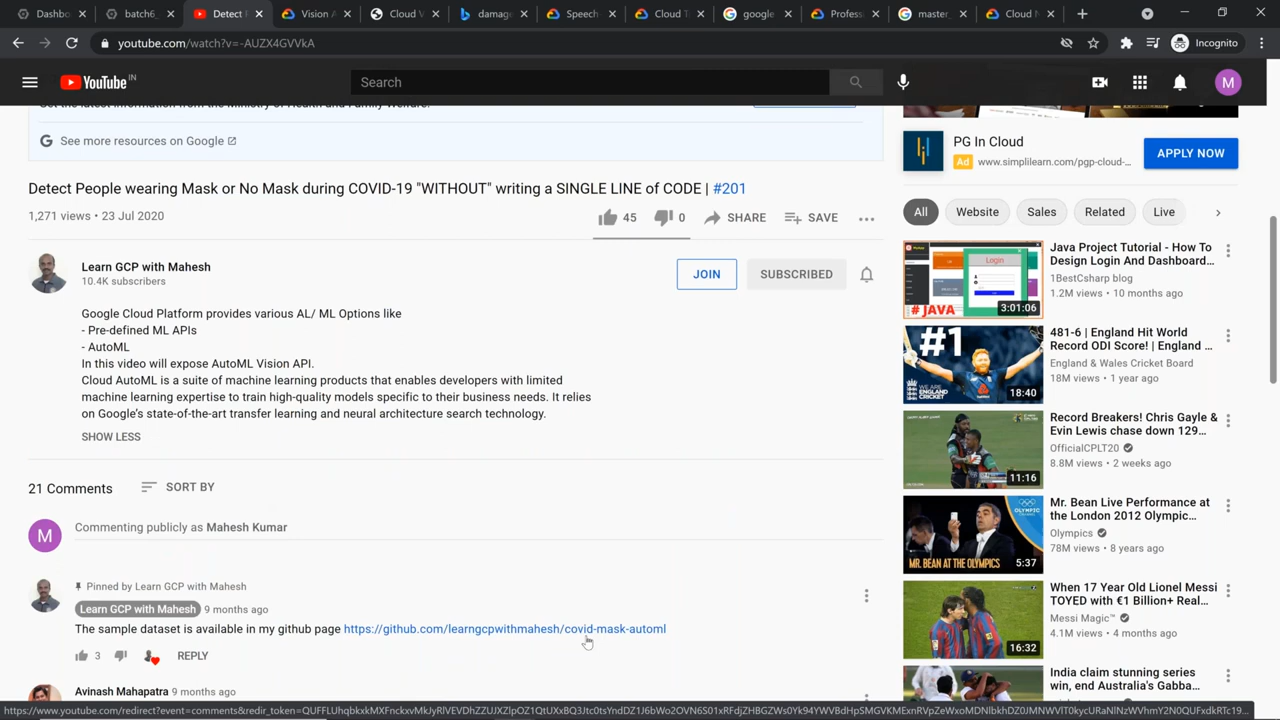 Dashbo
batch6_
Detect P
Vision A
Cloud V
damage
Speech
Cloud T
google
Profess
master_
Cloud N
youtube.com/watch?v=-AUZX4GVVkA
Incognito
YouTube IN
Search
M
See more resources on Google
PG In Cloud
Ad www.simplilearn.com/pgp-cloud-...
APPLY NOW
Detect People wearing Mask or No Mask during COVID-19 "WITHOUT" writing a SINGLE LINE of CODE | #201
1,271 views • 23 Jul 2020
45 0 SHARE SAVE
All Website Sales Related Live
Learn GCP with Mahesh
10.4K subscribers
JOIN SUBSCRIBED
Google Cloud Platform provides various AL/ ML Options like
- Pre-defined ML APIs
- AutoML
In this video will expose AutoML Vision API.
Cloud AutoML is a suite of machine learning products that enables developers with limited
machine learning expertise to train high-quality models specific to their business needs. It relies
on Google's state-of-the-art transfer learning and neural architecture search technology.
SHOW LESS
21 Comments SORT BY
M Commenting publicly as Mahesh Kumar
Pinned by Learn GCP with Mahesh
Learn GCP with Mahesh 9 months ago
The sample dataset is available in my github page https://github.com/learngcpwithmahesh/covid-mask-automl
3 REPLY
Avinash Mahapatra 9 months ago
Login
# JAVA
3:01:06
Java Project Tutorial - How To
Design Login And Dashboard...
1BestCsharp blog
1.2M views • 10 months ago
#1
18:40
481-6 | England Hit World
Record ODI Score! | England ...
England & Wales Cricket Board
18M views • 1 year ago
11:16
Record Breakers! Chris Gayle &
Evin Lewis chase down 129...
OfficialCPLT20
8.8M views • 2 weeks ago
MR. BEAN AT THE OLYMPICS
5:37
Mr. Bean Live Performance at
the London 2012 Olympic...
Olympics
78M views • 8 years ago
16:32
When 17 Year Old Lionel Messi
TOYED with €1 Billion+ Real...
Messi Magic™
4.1M views • 4 months ago
India claim stunning series
win, end Australia's Gabba...